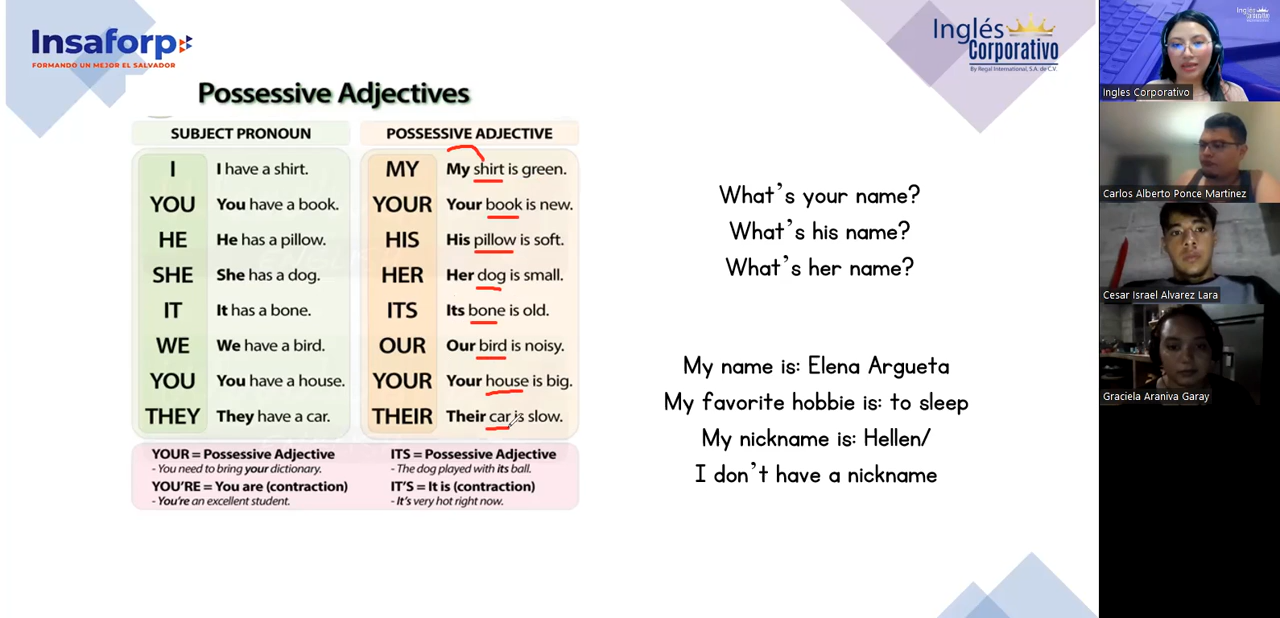 Insaforp
FORMANDO UN MEJOR EL SALVADOR
Inglés
Corporativo
By Regal International, S.A. de C.V.
Possessive Adjectives
SUBJECT PRONOUN POSSESSIVE ADJECTIVE
I I have a shirt. MY My shirt is green.
YOU You have a book. YOUR Your book is new.
HE He has a pillow. HIS His pillow is soft.
SHE She has a dog. HER Her dog is small.
IT It has a bone. ITS Its bone is old.
WE We have a bird. OUR Our bird is noisy.
YOU You have a house. YOUR Your house is big.
THEY They have a car. THEIR Their car is slow.
YOUR = Possessive Adjective
- You need to bring your dictionary.
YOU'RE = You are (contraction)
- You're an excellent student.
ITS = Possessive Adjective
- The dog played with its ball.
IT'S = It is (contraction)
- It's very hot right now.
What's your name?
What's his name?
What's her name?
My name is: Elena Argueta
My favorite hobbie is: to sleep
My nickname is: Hellen/
I don't have a nickname
Ingles Corporativo
Carlos Alberto Ponce Martinez
Cesar Israel Alvarez Lara
Graciela Araniva Garay